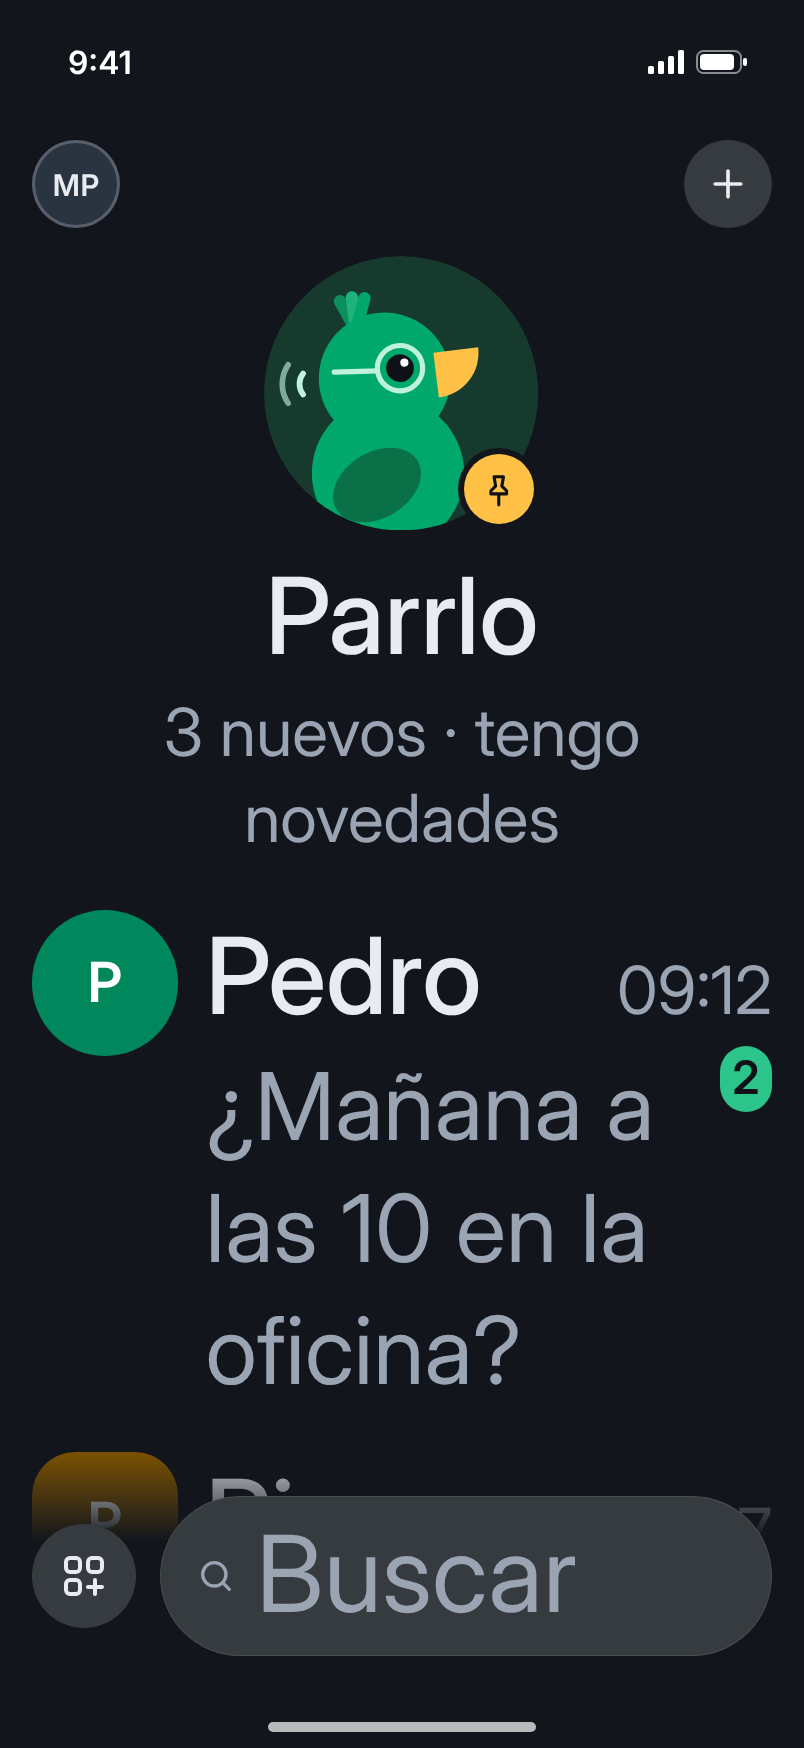 9:41
MP
Parrlo
3 nuevos · tengo
novedades
P
Pedro
09:12
¿Mañana a
2
las 10 en la
oficina?
P
Buscar